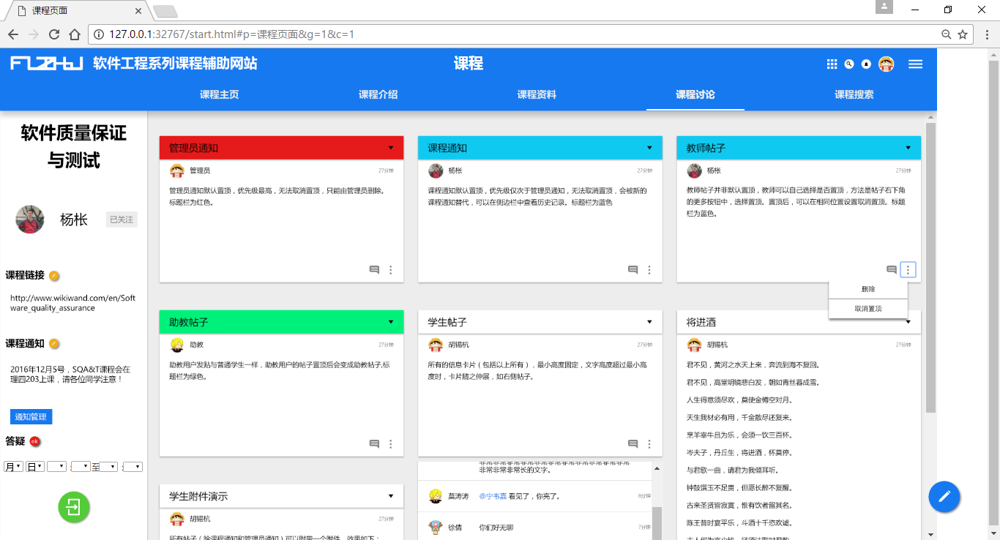 课程页面
127.0.0.1:32767/start.html#p=课程页面&g=1&c=1
软件工程系列课程辅助网站
课程
课程主页
课程介绍
课程资料
课程讨论
课程搜索
软件质量保证
与测试
杨枨
已关注
课程链接
http://www.wikiwand.com/en/Soft
ware_quality_assurance
课程通知
2016年12月5号，SQA&T课程会在
理四203上课，请各位同学注意！
通知管理
答疑
ok
月
日
:
至
:
管理员通知
管理员
27分钟
管理员通知默认置顶，优先级最高，无法取消置顶，只能由管理员删除。
标题栏为红色。
课程通知
杨枨
27分钟
课程通知默认置顶，优先级仅次于管理员通知，无法取消置顶，会被新的
课程通知替代，可以在侧边栏中查看历史记录。标题栏为蓝色
教师帖子
杨枨
27分钟
教师帖子并非默认置顶，教师可以自己选择是否置顶，方法是帖子右下角
的更多按钮中，选择置顶。置顶后，可以在相同位置设置取消置顶。标题
栏为蓝色。
删除
取消置顶
助教帖子
助教
27分钟
助教用户发贴与普通学生一样，助教用户的帖子置顶后会变成助教帖子,标
题栏为绿色。
学生帖子
胡锡杭
27分钟
所有的信息卡片（包括以上所有），最小高度固定，文字高度超过最小高
度时，卡片随之伸展，如右侧帖子。
非常非常非常长的文字。
莫涛涛
@宁韦嘉 看见了，你亮了。
8分钟
徐倩
你们好无聊
7分钟
将进酒
胡锡杭
27分钟
君不见，黄河之水天上来，奔流到海不复回。
君不见，高堂明镜悲白发，朝如青丝暮成雪。
人生得意须尽欢，莫使金樽空对月。
天生我材必有用，千金散尽还复来。
烹羊宰牛且为乐，会须一饮三百杯。
岑夫子，丹丘生，将进酒，杯莫停。
与君歌一曲，请君为我倾耳听。
钟鼓馔玉不足贵，但愿长醉不复醒。
古来圣贤皆寂寞，惟有饮者留其名。
陈王昔时宴平乐，斗酒十千恣欢谑。
学生附件演示
胡锡杭
27分钟
所有帖子（除课程通知和管理员通知）可以附带一个附件，效果如下：